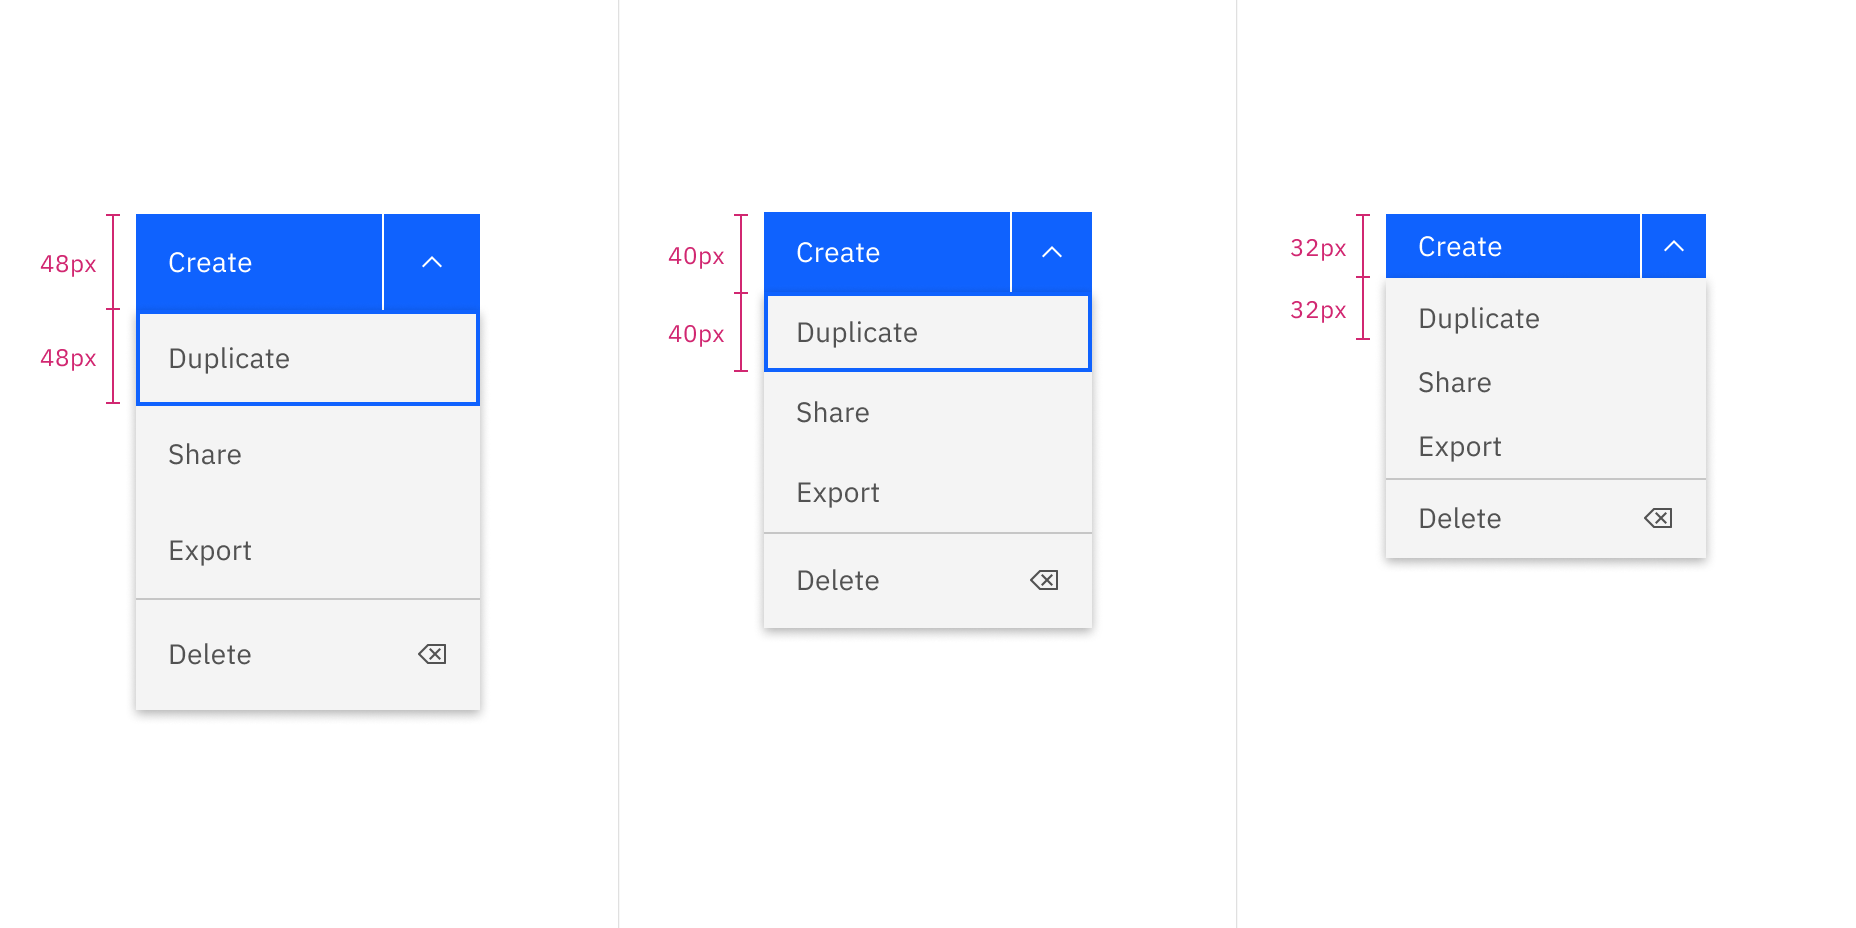 48px
48px
Create
Duplicate
Share
Export
Delete
40px
40px
Create
Duplicate
Share
Export
Delete
32px
32px
Create
Duplicate
Share
Export
Delete